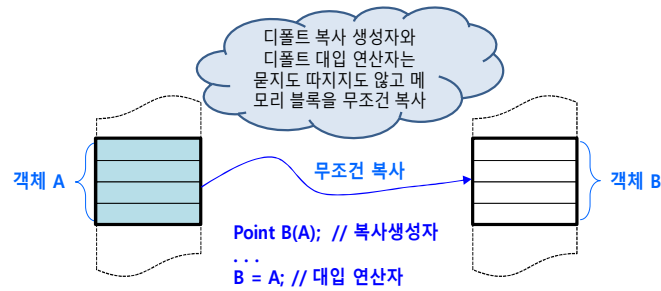 디폴트 복사 생성자와
디폴트 대입 연산자는
묻지도 따지지도 않고 메
모리 블록을 무조건 복사
객체 A
무조건 복사
객체 B
Point B(A);  // 복사생성자
. . .
B = A; // 대입 연산자